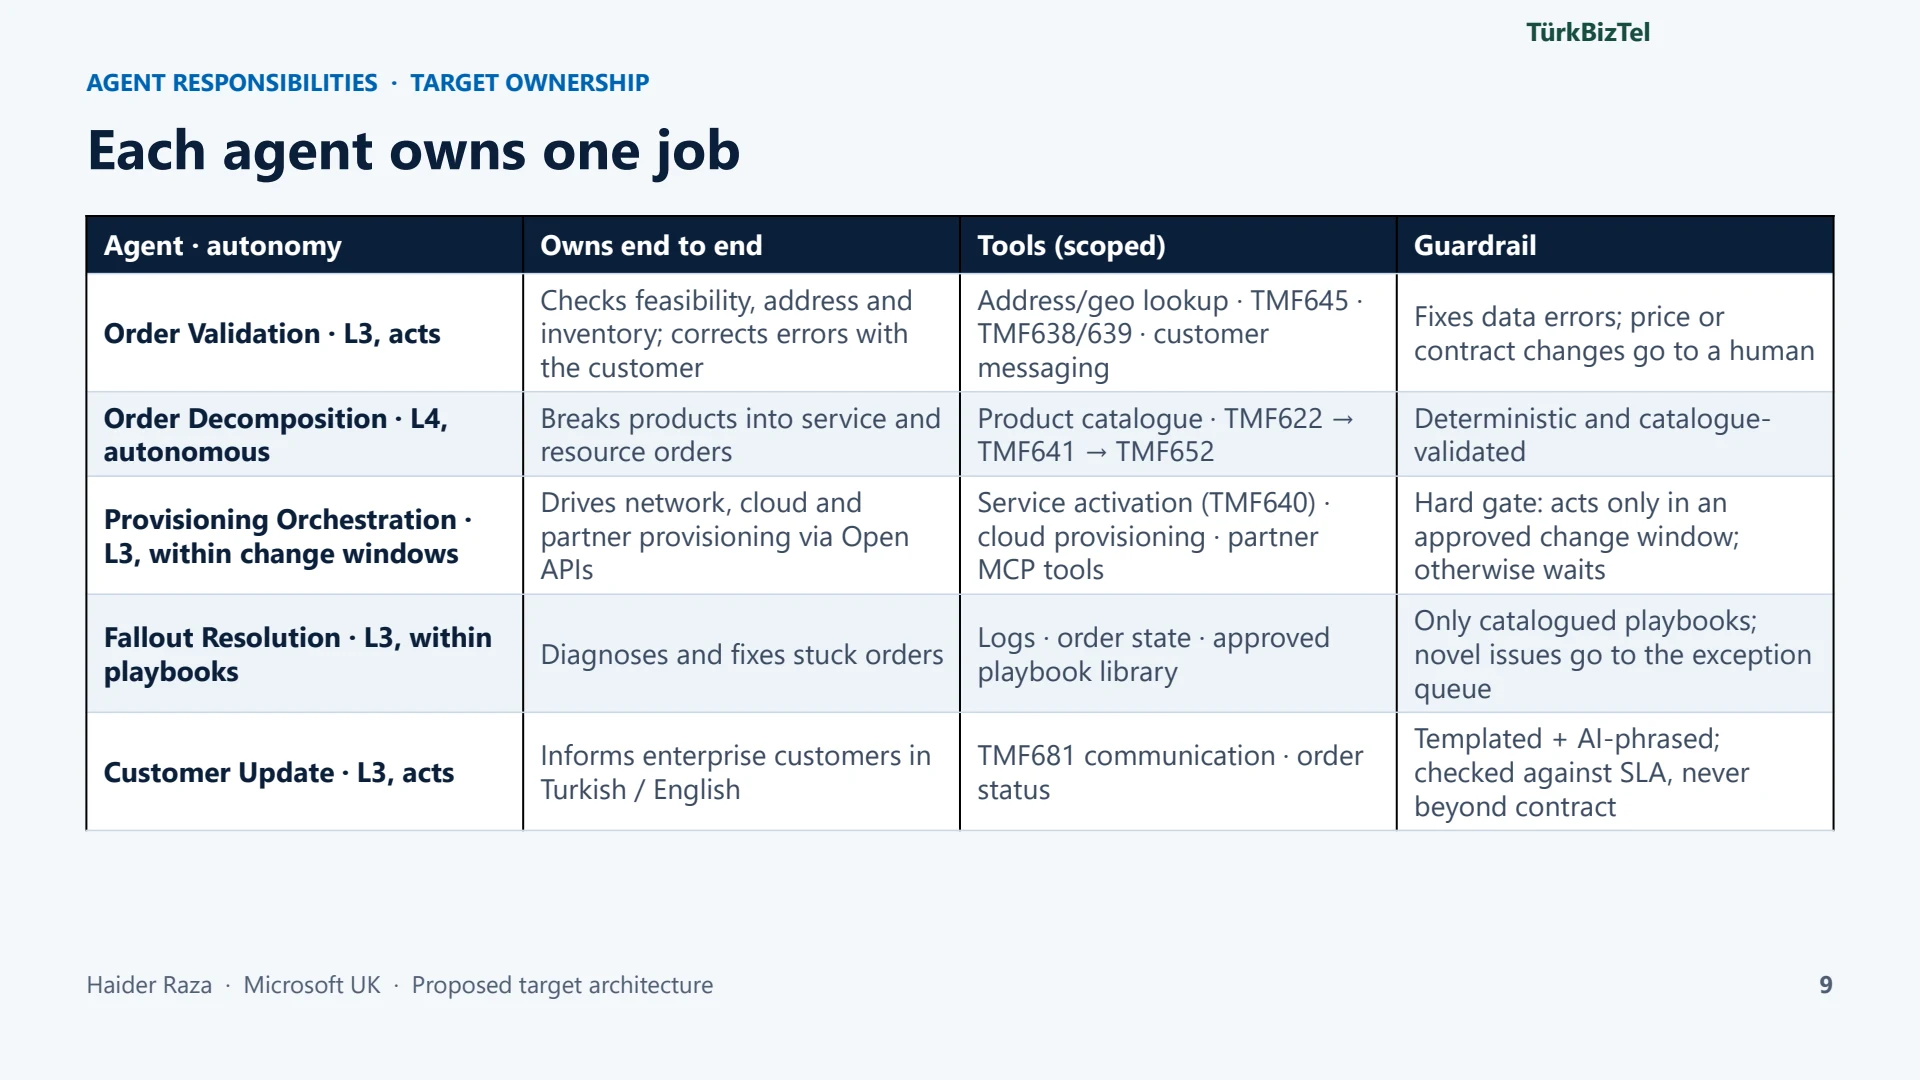 TürkBizTel
AGENT RESPONSIBILITIES · TARGET OWNERSHIP
Each agent owns one job
Agent · autonomy
Owns end to end
Tools (scoped)
Guardrail
Order Validation · L3, acts
Checks feasibility, address and
inventory; corrects errors with
the customer
Address/geo lookup · TMF645 ·
TMF638/639 · customer
messaging
Fixes data errors; price or
contract changes go to a human
Order Decomposition · L4,
autonomous
Breaks products into service and
resource orders
Product catalogue · TMF622 →
TMF641 → TMF652
Deterministic and catalogue-
validated
Provisioning Orchestration ·
L3, within change windows
Drives network, cloud and
partner provisioning via Open
APIs
Service activation (TMF640) ·
cloud provisioning · partner
MCP tools
Hard gate: acts only in an
approved change window;
otherwise waits
Fallout Resolution · L3, within
playbooks
Diagnoses and fixes stuck orders
Logs · order state · approved
playbook library
Only catalogued playbooks;
novel issues go to the exception
queue
Customer Update · L3, acts
Informs enterprise customers in
Turkish / English
TMF681 communication · order
status
Templated + AI-phrased;
checked against SLA, never
beyond contract
Haider Raza · Microsoft UK · Proposed target architecture
9